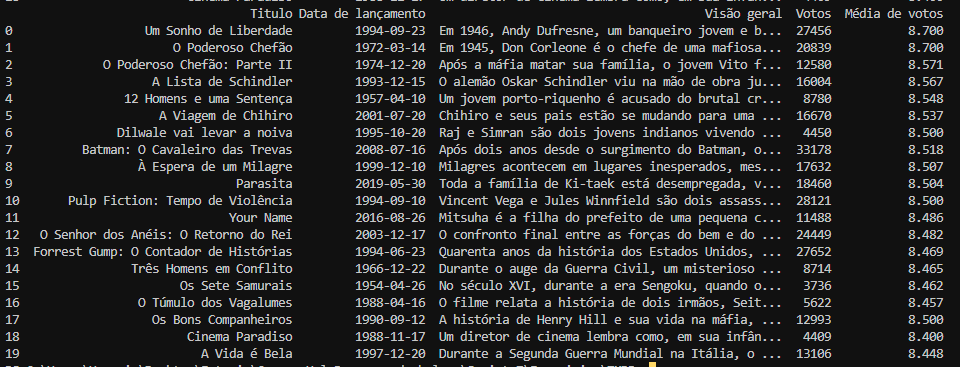 Titulo Data de lançamento Visão geral Votos Média de votos
0 Um Sonho de Liberdade 1994-09-23 Em 1946, Andy Dufresne, um banqueiro jovem e b... 27456 8.700
1 O Poderoso Chefão 1972-03-14 Em 1945, Don Corleone é o chefe de uma mafiosa... 20839 8.700
2 O Poderoso Chefão: Parte II 1974-12-20 Após a máfia matar sua família, o jovem Vito f... 12580 8.571
3 A Lista de Schindler 1993-12-15 O alemão Oskar Schindler viu na mão de obra ju... 16004 8.567
4 12 Homens e uma Sentença 1957-04-10 Um jovem porto-riquenho é acusado do brutal cr... 8780 8.548
5 A Viagem de Chihiro 2001-07-20 Chihiro e seus pais estão se mudando para uma ... 16670 8.537
6 Dilwale vai levar a noiva 1995-10-20 Raj e Simran são dois jovens indianos vivendo ... 4450 8.500
7 Batman: O Cavaleiro das Trevas 2008-07-16 Após dois anos desde o surgimento do Batman, o... 33178 8.518
8 À Espera de um Milagre 1999-12-10 Milagres acontecem em lugares inesperados, mes... 17632 8.507
9 Parasita 2019-05-30 Toda a família de Ki-taek está desempregada, v... 18460 8.504
10 Pulp Fiction: Tempo de Violência 1994-09-10 Vincent Vega e Jules Winnfield são dois assass... 28121 8.500
11 Your Name 2016-08-26 Mitsuha é a filha do prefeito de uma pequena c... 11488 8.486
12 O Senhor dos Anéis: O Retorno do Rei 2003-12-17 O confronto final entre as forças do bem e do ... 24449 8.482
13 Forrest Gump: O Contador de Histórias 1994-06-23 Quarenta anos da história dos Estados Unidos, ... 27652 8.469
14 Três Homens em Conflito 1966-12-22 Durante o auge da Guerra Civil, um misterioso ... 8714 8.465
15 Os Sete Samurais 1954-04-26 No século XVI, durante a era Sengoku, quando o... 3736 8.462
16 O Túmulo dos Vagalumes 1988-04-16 O filme relata a história de dois irmãos, Seit... 5622 8.457
17 Os Bons Companheiros 1990-09-12 A história de Henry Hill e sua vida na máfia, ... 12993 8.500
18 Cinema Paradiso 1988-11-17 Um diretor de cinema lembra como, em sua infân... 4409 8.400
19 A Vida é Bela 1997-12-20 Durante a Segunda Guerra Mundial na Itália, o ... 13106 8.448